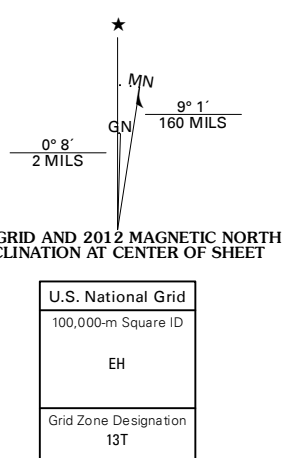 ★
MN
GN
9° 1´
160 MILS
0° 8´
2 MILS
GRID AND 2012 MAGNETIC NORTH
CLINATION AT CENTER OF SHEET
U.S. National Grid
100,000-m Square ID
EH
Grid Zone Designation
13T